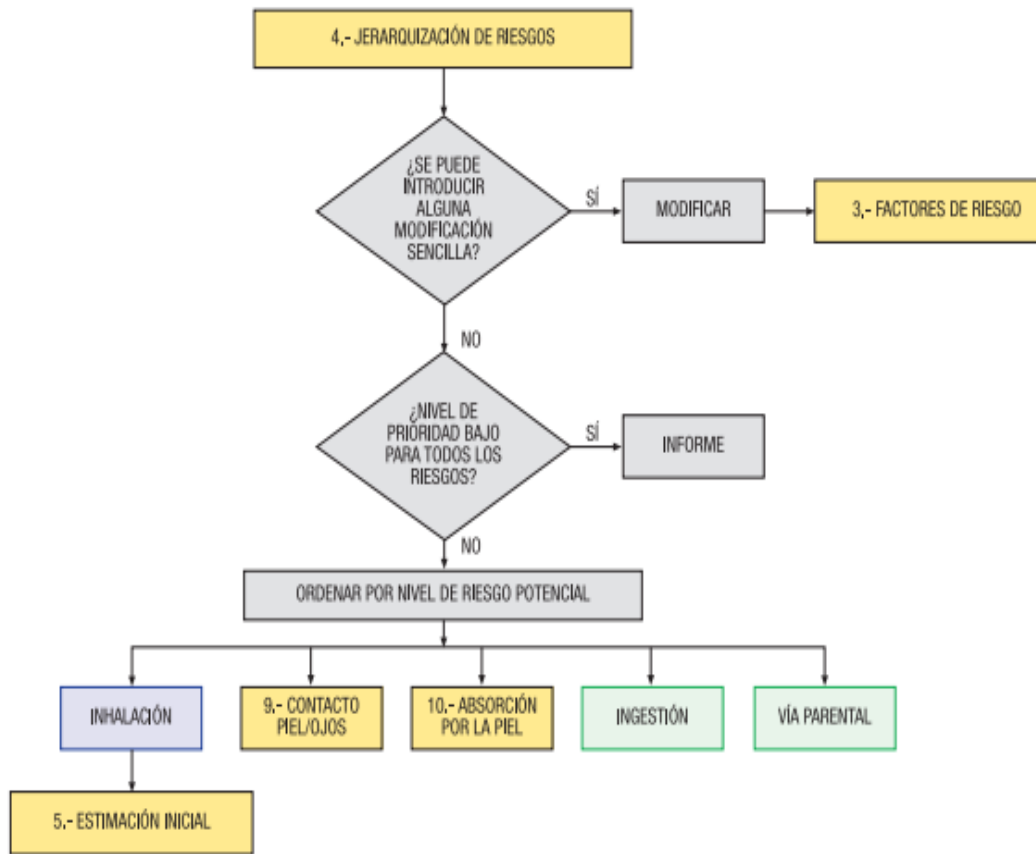 4,- JERARQUIZACIÓN DE RIESGOS
¿SE PUEDE
INTRODUCIR
ALGUNA
MODIFICACIÓN
SENCILLA?
SÍ
MODIFICAR
3,- FACTORES DE RIESGO
NO
¿NIVEL DE
PRIORIDAD BAJO
PARA TODOS LOS
RIESGOS?
SÍ
INFORME
NO
ORDENAR POR NIVEL DE RIESGO POTENCIAL
INHALACIÓN
9.- CONTACTO
PIEL/OJOS
10.- ABSORCIÓN
POR LA PIEL
INGESTIÓN
VÍA PARENTAL
5,- ESTIMACIÓN INICIAL